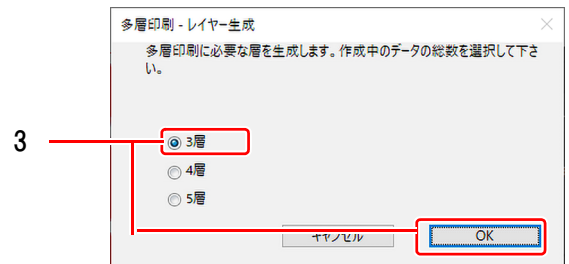 多層印刷 - レイヤー生成
多層印刷に必要な層を生成します。作成中のデータの総数を選択して下さ
い。
3
3層
4層
5層
キャンセル
OK